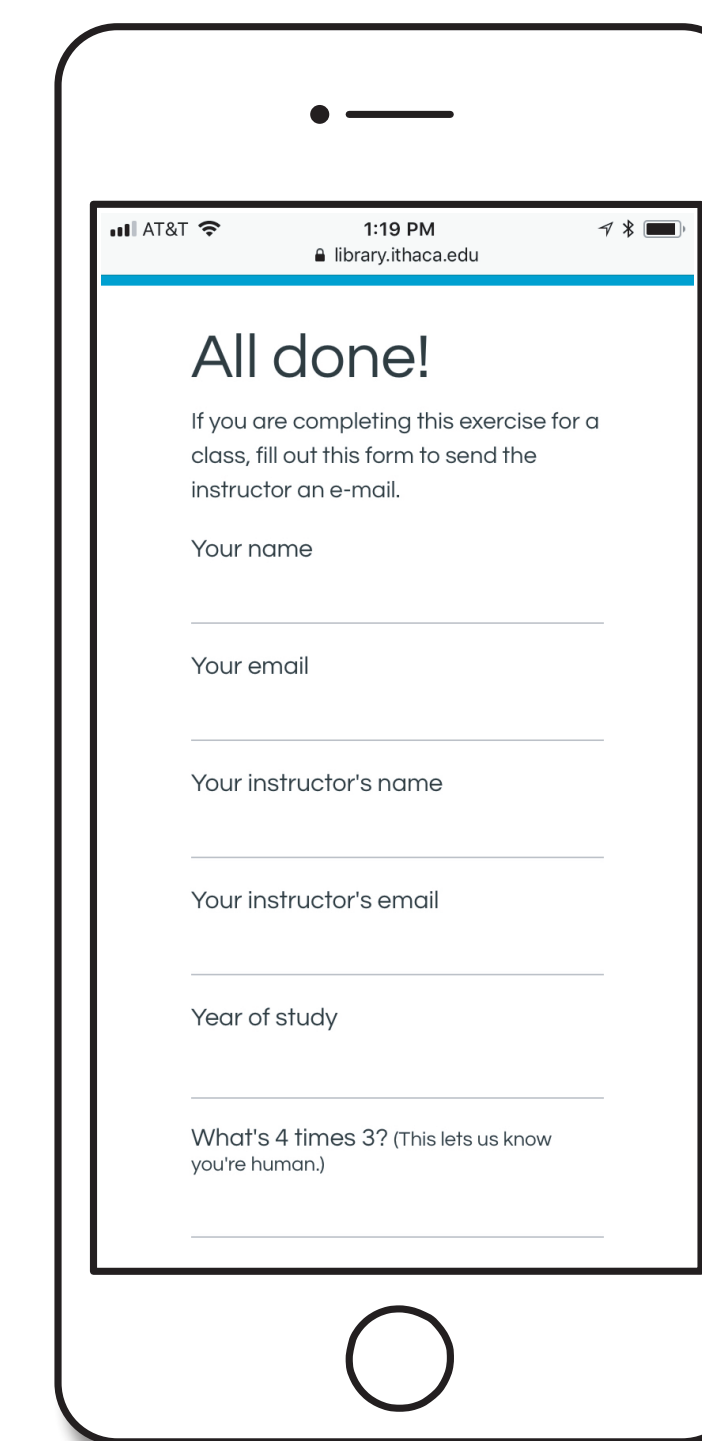 AT&T 1:19 PM
library.ithaca.edu
All done!
If you are completing this exercise for a
class, fill out this form to send the
instructor an e-mail.
Your name
Your email
Your instructor's name
Your instructor's email
Year of study
What's 4 times 3? (This lets us know
you're human.)